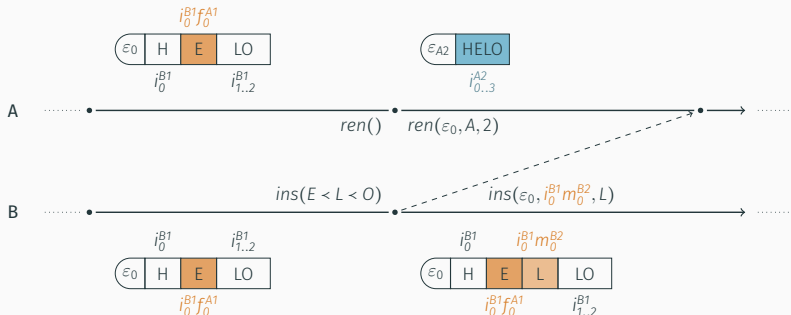 i₀ᴮ¹f₀ᴬ¹
ε₀ H E LO
i₀ᴮ¹ i₁..₂ᴮ¹
ε_A2 HELO
i₀..₃ᴬ²
A
ren() ren(ε₀, A, 2)
B
ins(E ≺ L ≺ O) ins(ε₀, i₀ᴮ¹m₀ᴮ², L)
i₀ᴮ¹ i₁..₂ᴮ¹
ε₀ H E LO
i₀ᴮ¹f₀ᴬ¹
i₀ᴮ¹ i₀ᴮ¹m₀ᴮ²
ε₀ H E L LO
i₀ᴮ¹f₀ᴬ¹ i₁..₂ᴮ¹